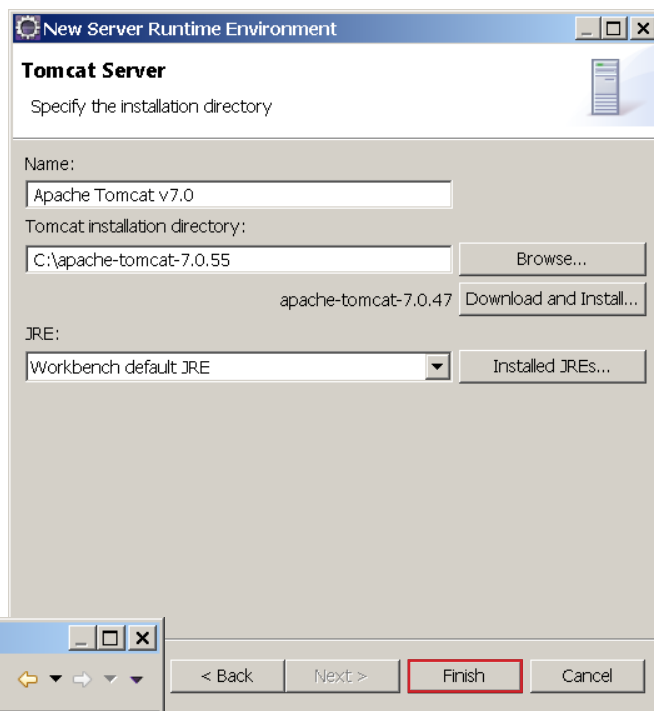 New Server Runtime Environment
Tomcat Server
Specify the installation directory
Name:
Apache Tomcat v7.0
Tomcat installation directory:
C:\apache-tomcat-7.0.55
Browse...
apache-tomcat-7.0.47 Download and Install...
JRE:
Workbench default JRE
Installed JREs...
< Back Next > Finish Cancel